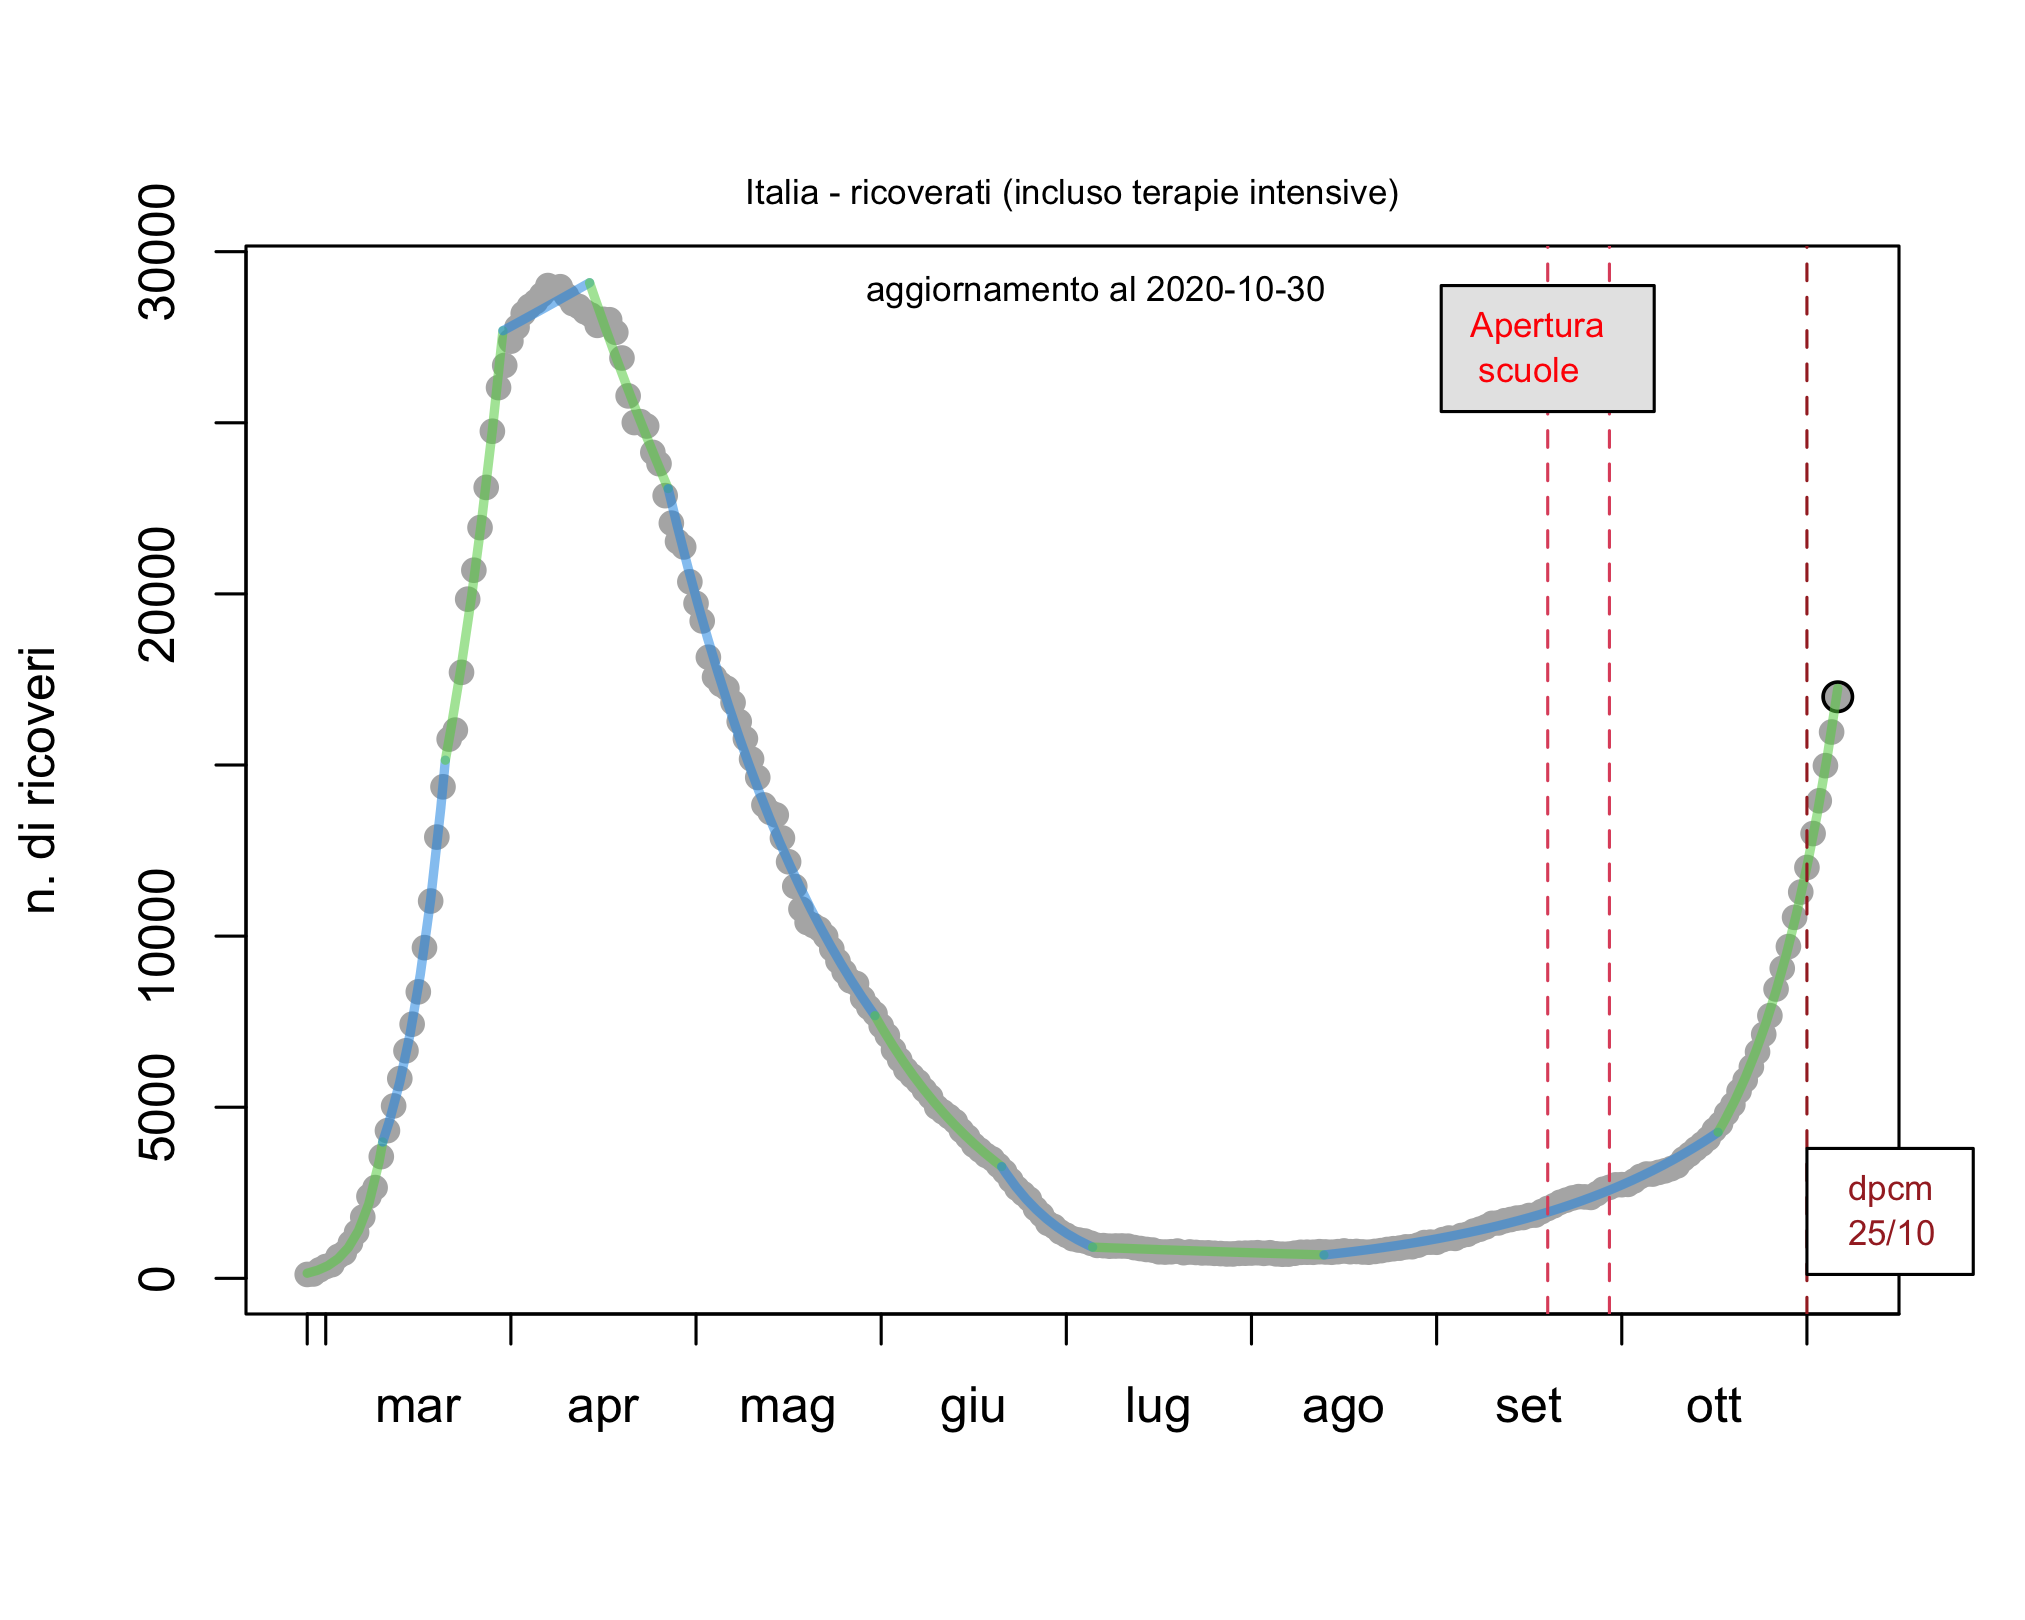 Italia - ricoverati (incluso terapie intensive)
aggiornamento al 2020-10-30
Apertura
scuole
n. di ricoveri
30000
20000
10000
5000
0
dpcm
25/10
mar apr mag giu lug ago set ott